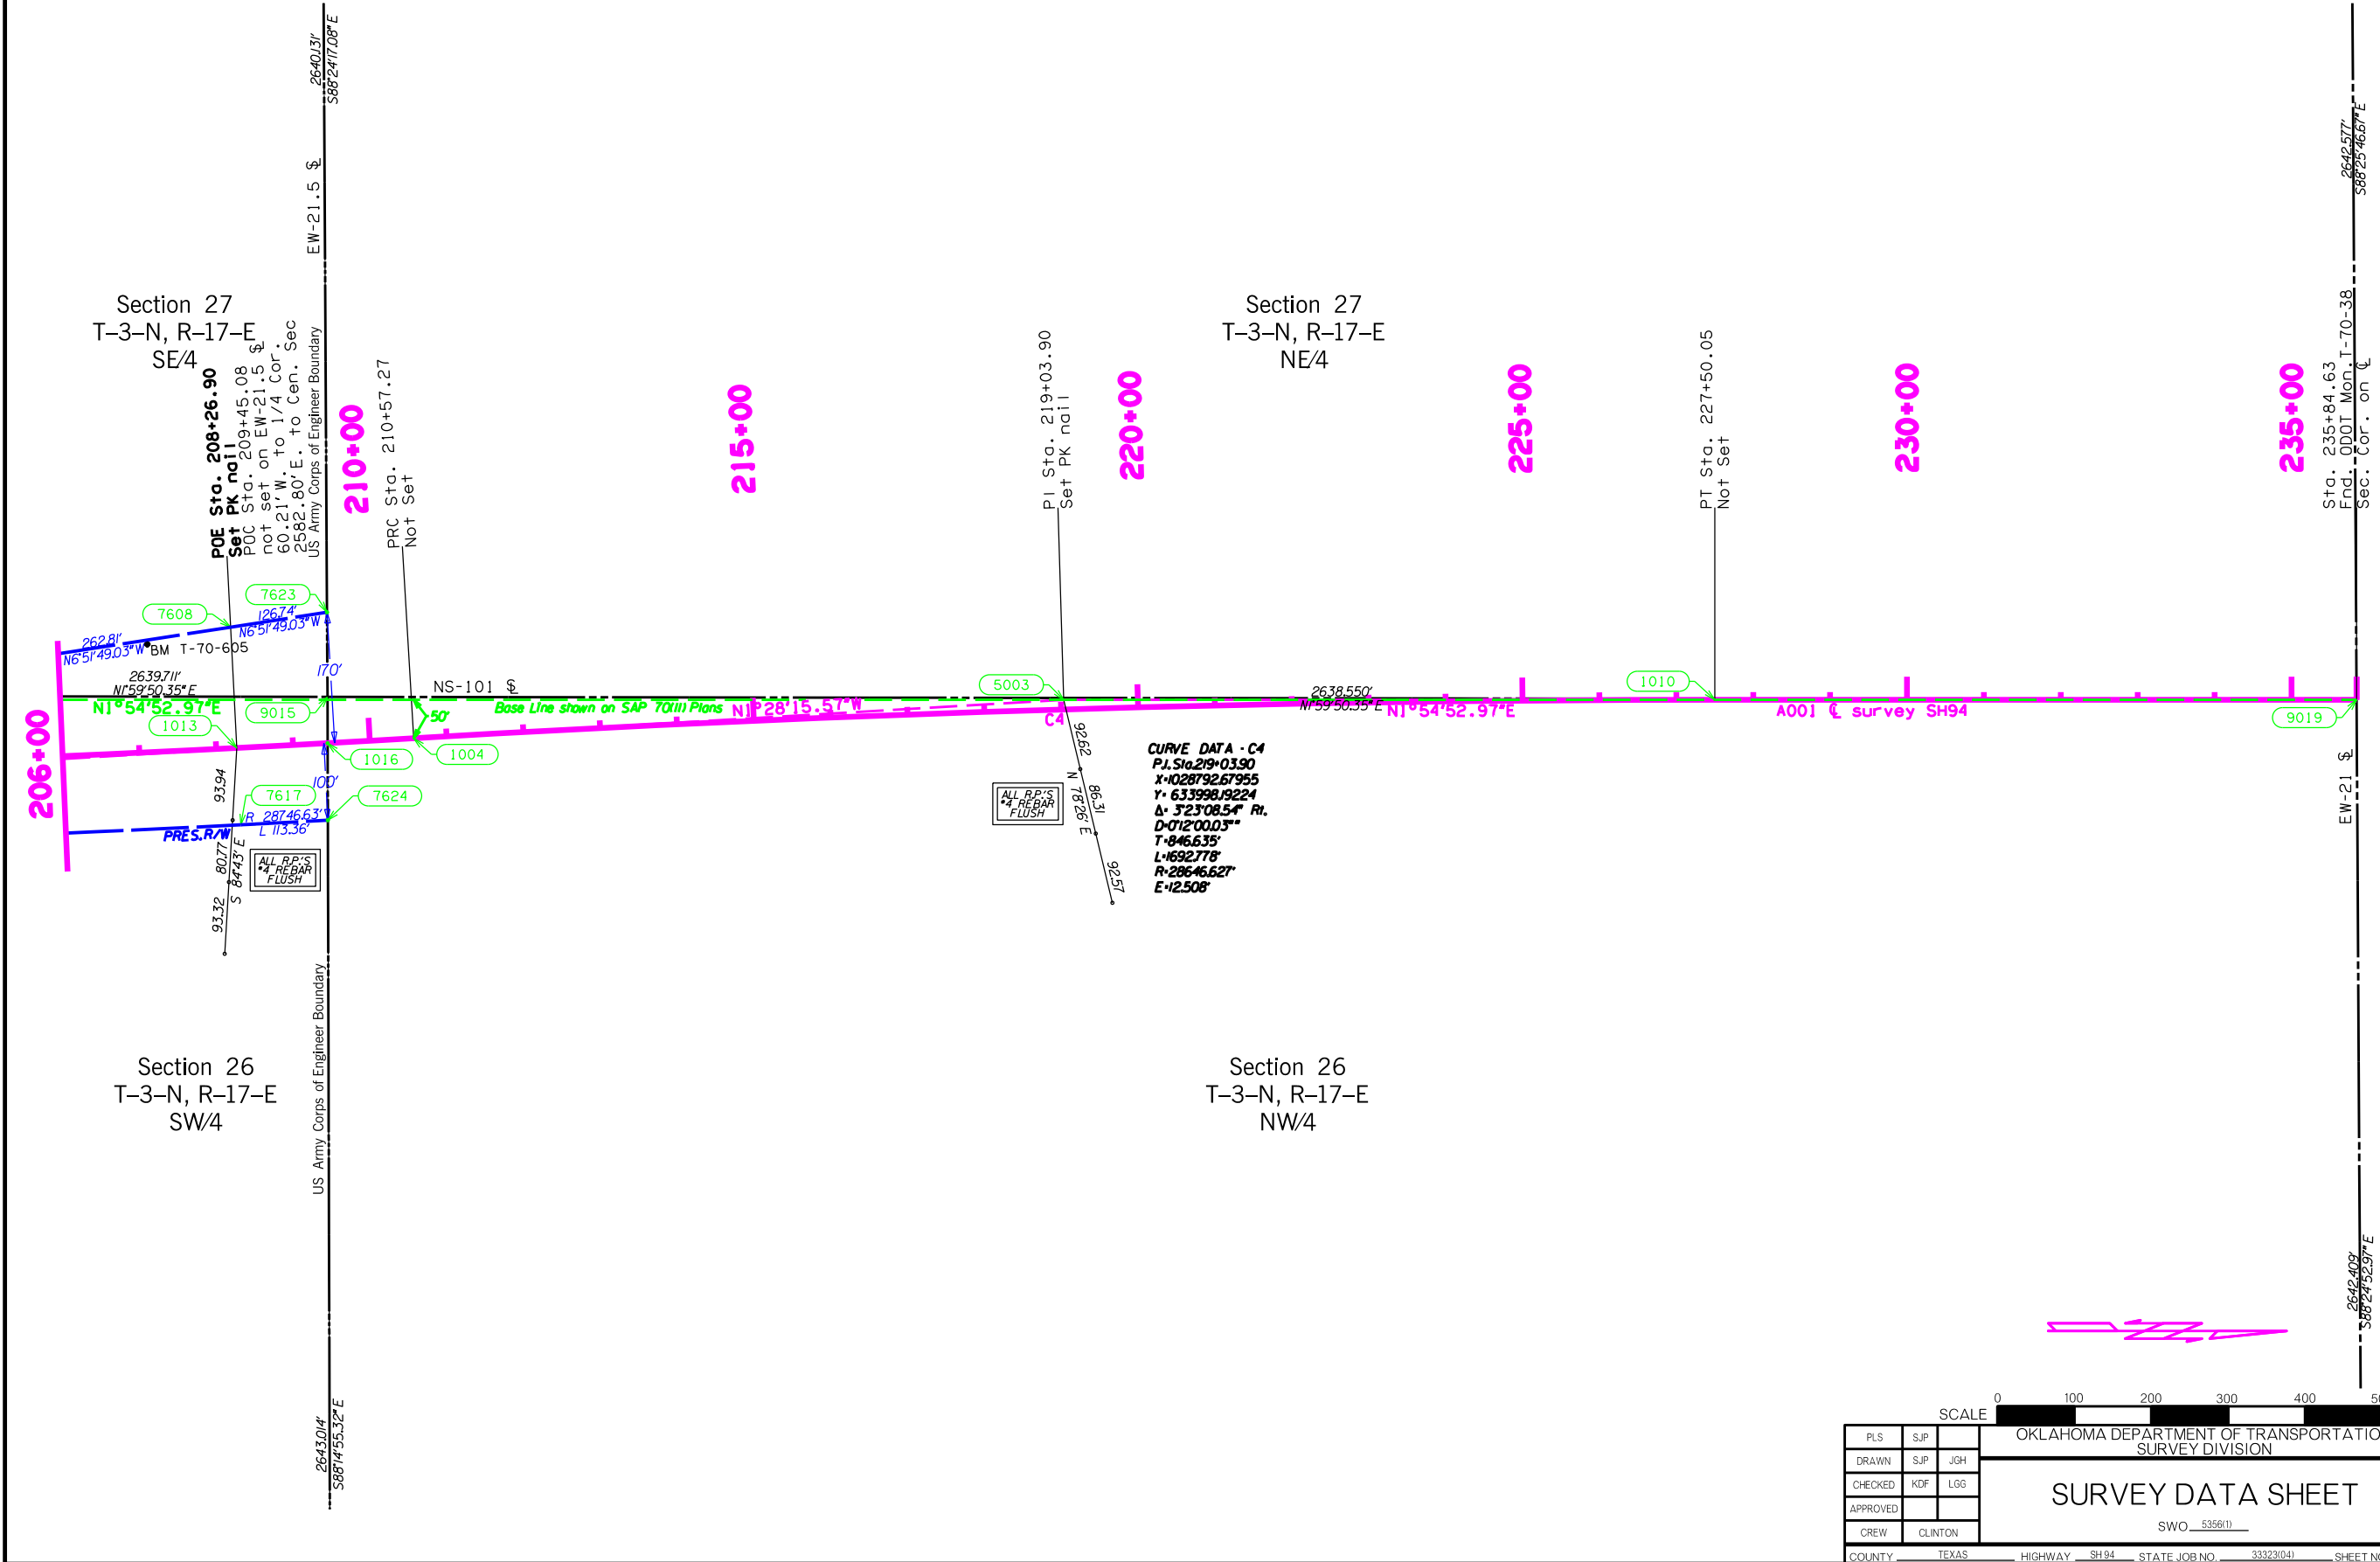 2640.131'
S88°24'17.08" E
EW-21.5 ℄
2642.577'
S88°25'46.67" E
Section 27
T-3-N, R-17-E
SE/4
Section 27
T-3-N, R-17-E
NE/4
POE Sta. 208+26.90
Set PK nail
POC Sta. 209+45.08
not set on EW-21.5 ℄
60.21' W. to 1/4 Cor.
2582.80' E. to Cen. Sec
US Army Corps of Engineer Boundary
210+00
PRC Sta. 210+57.27
Not Set
215+00
PI Sta. 219+03.90
Set PK nail
220+00
225+00
PT Sta. 227+50.05
Not Set
230+00
235+00
Sta. 235+84.63
Fnd. ODOT Mon. T-70-38
Sec. Cor. on ℄
7623
7608
126.74'
N6°51'49.03" W
262.81'
N6°51'49.03" W
BM T-70-605
170'
2639.711'
N1°59'50.35" E
NS-101 ℄
5003
2638.550'
N1°59'50.35" E
1010
N1°54'52.97"E
9015
50'
Base Line shown on SAP 70(111) Plans
N1°28'15.57"W
C4
N1°54'52.97"E
A001 ℄ survey SH94
9019
206+00
1013
1016
1004
100'
93.94
7617
7624
R 28746.63'
L 113.36'
PRES.R/W
80.77
S 84°43' E
93.32
ALL R.P.'S
#4 REBAR
FLUSH
92.62
N 78°26' E
86.31
92.57
ALL R.P.'S
#4 REBAR
FLUSH
CURVE DATA - C4
P.I. Sta.219+03.90
X=1028792.67955
Y= 633998.19224
Δ= 3°23'08.54" Rt.
D=0°12'00.03""
T=846.635'
L=1692.778'
R=28646.627'
E=12.508'
EW-21 ℄
US Army Corps of Engineer Boundary
Section 26
T-3-N, R-17-E
SW/4
Section 26
T-3-N, R-17-E
NW/4
2643.014'
S88°14'55.32" E
2642.409'
S88°24'52.97" E
N
SCALE
0 100 200 300 400
PLS SJP
DRAWN SJP JGH
CHECKED KDF LGG
APPROVED
CREW CLINTON
OKLAHOMA DEPARTMENT OF TRANSPORTATIO
SURVEY DIVISION
SURVEY DATA SHEET
SWO 5356(1)
COUNTY TEXAS HIGHWAY SH 94 STATE JOB NO. 33323(04) SHEET NO